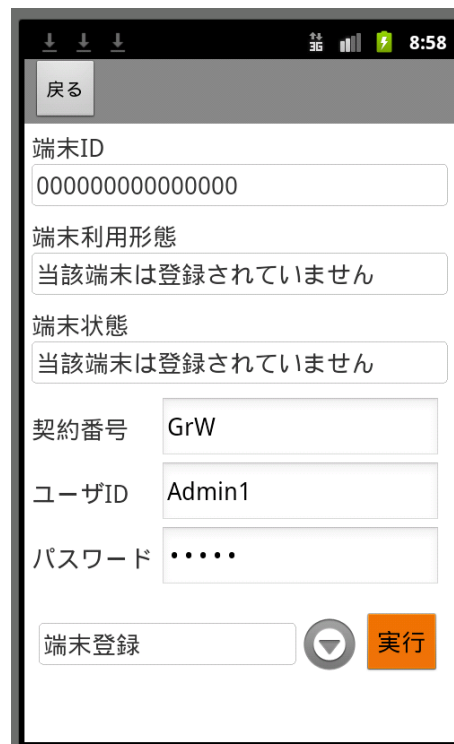 3G 8:58
戻る
端末ID
000000000000000
端末利用形態
当該端末は登録されていません
端末状態
当該端末は登録されていません
契約番号 GrW
ユーザID Admin1
パスワード •••••
端末登録 実行